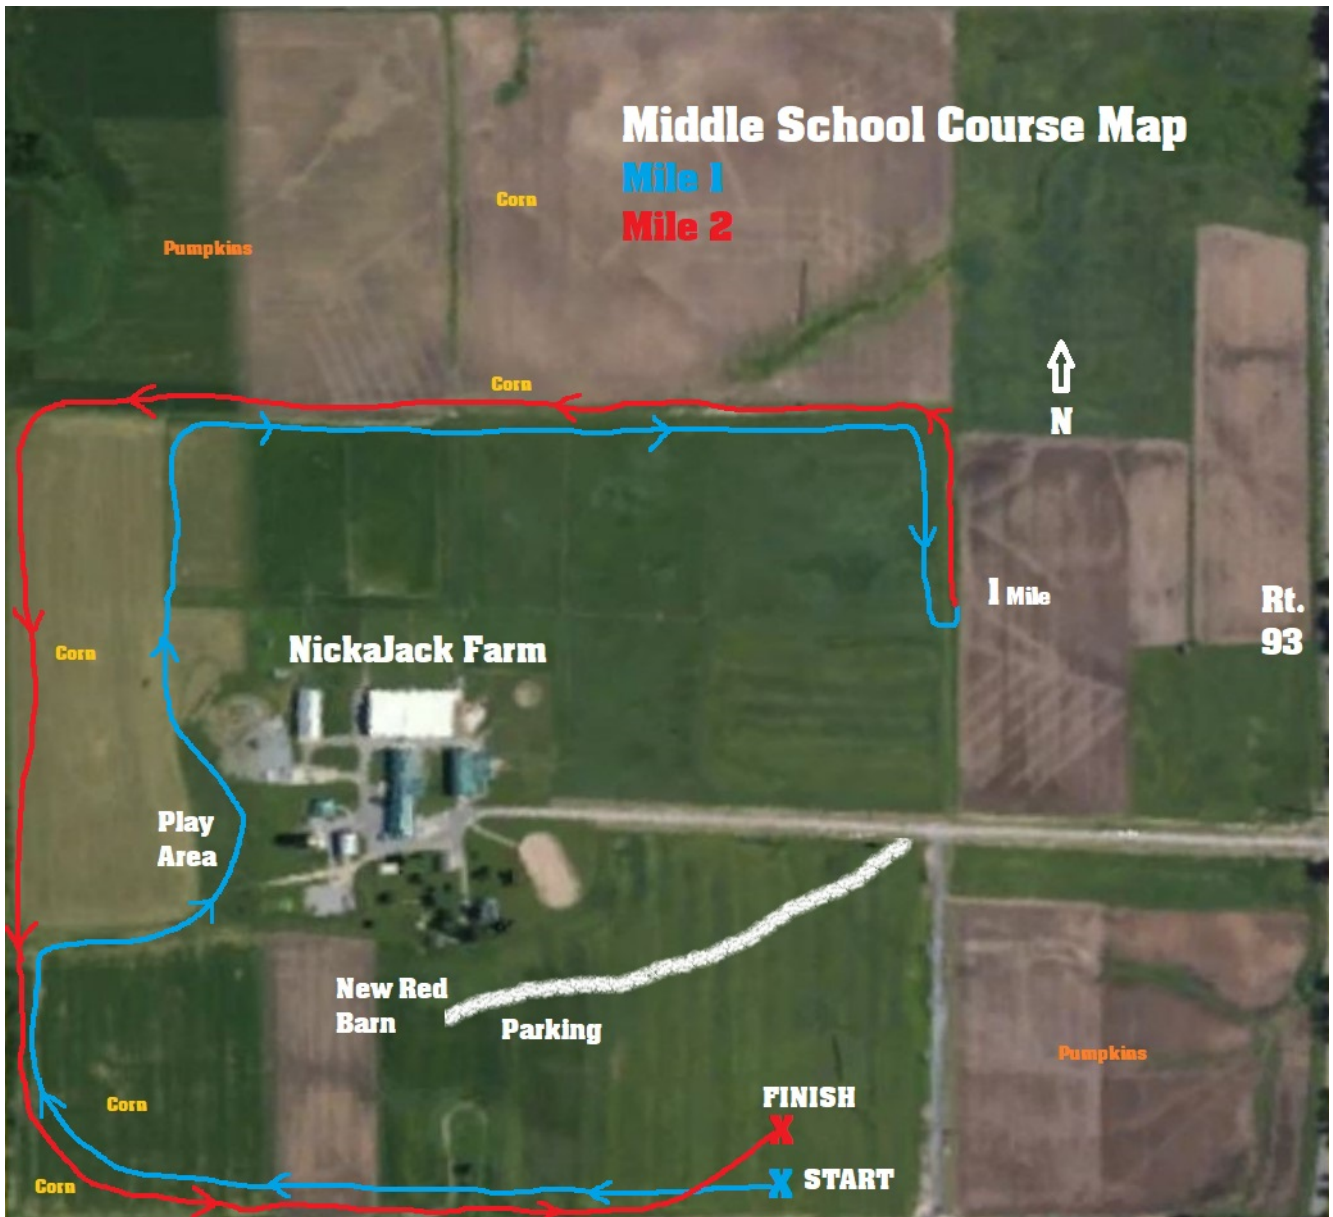 Middle School Course Map
Mile 1
Mile 2
Corn
Pumpkins
Corn
N
1 Mile
Rt.
93
Corn
NickaJack Farm
Play
Area
New Red
Barn
Parking
Pumpkins
FINISH
Corn
START
Corn